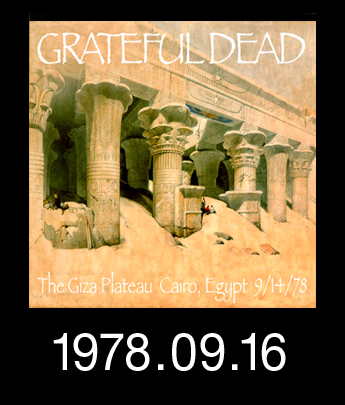 GRATEFUL DEAD
The Giza Plateau Cairo, Egypt 9/14/78
1978.09.16